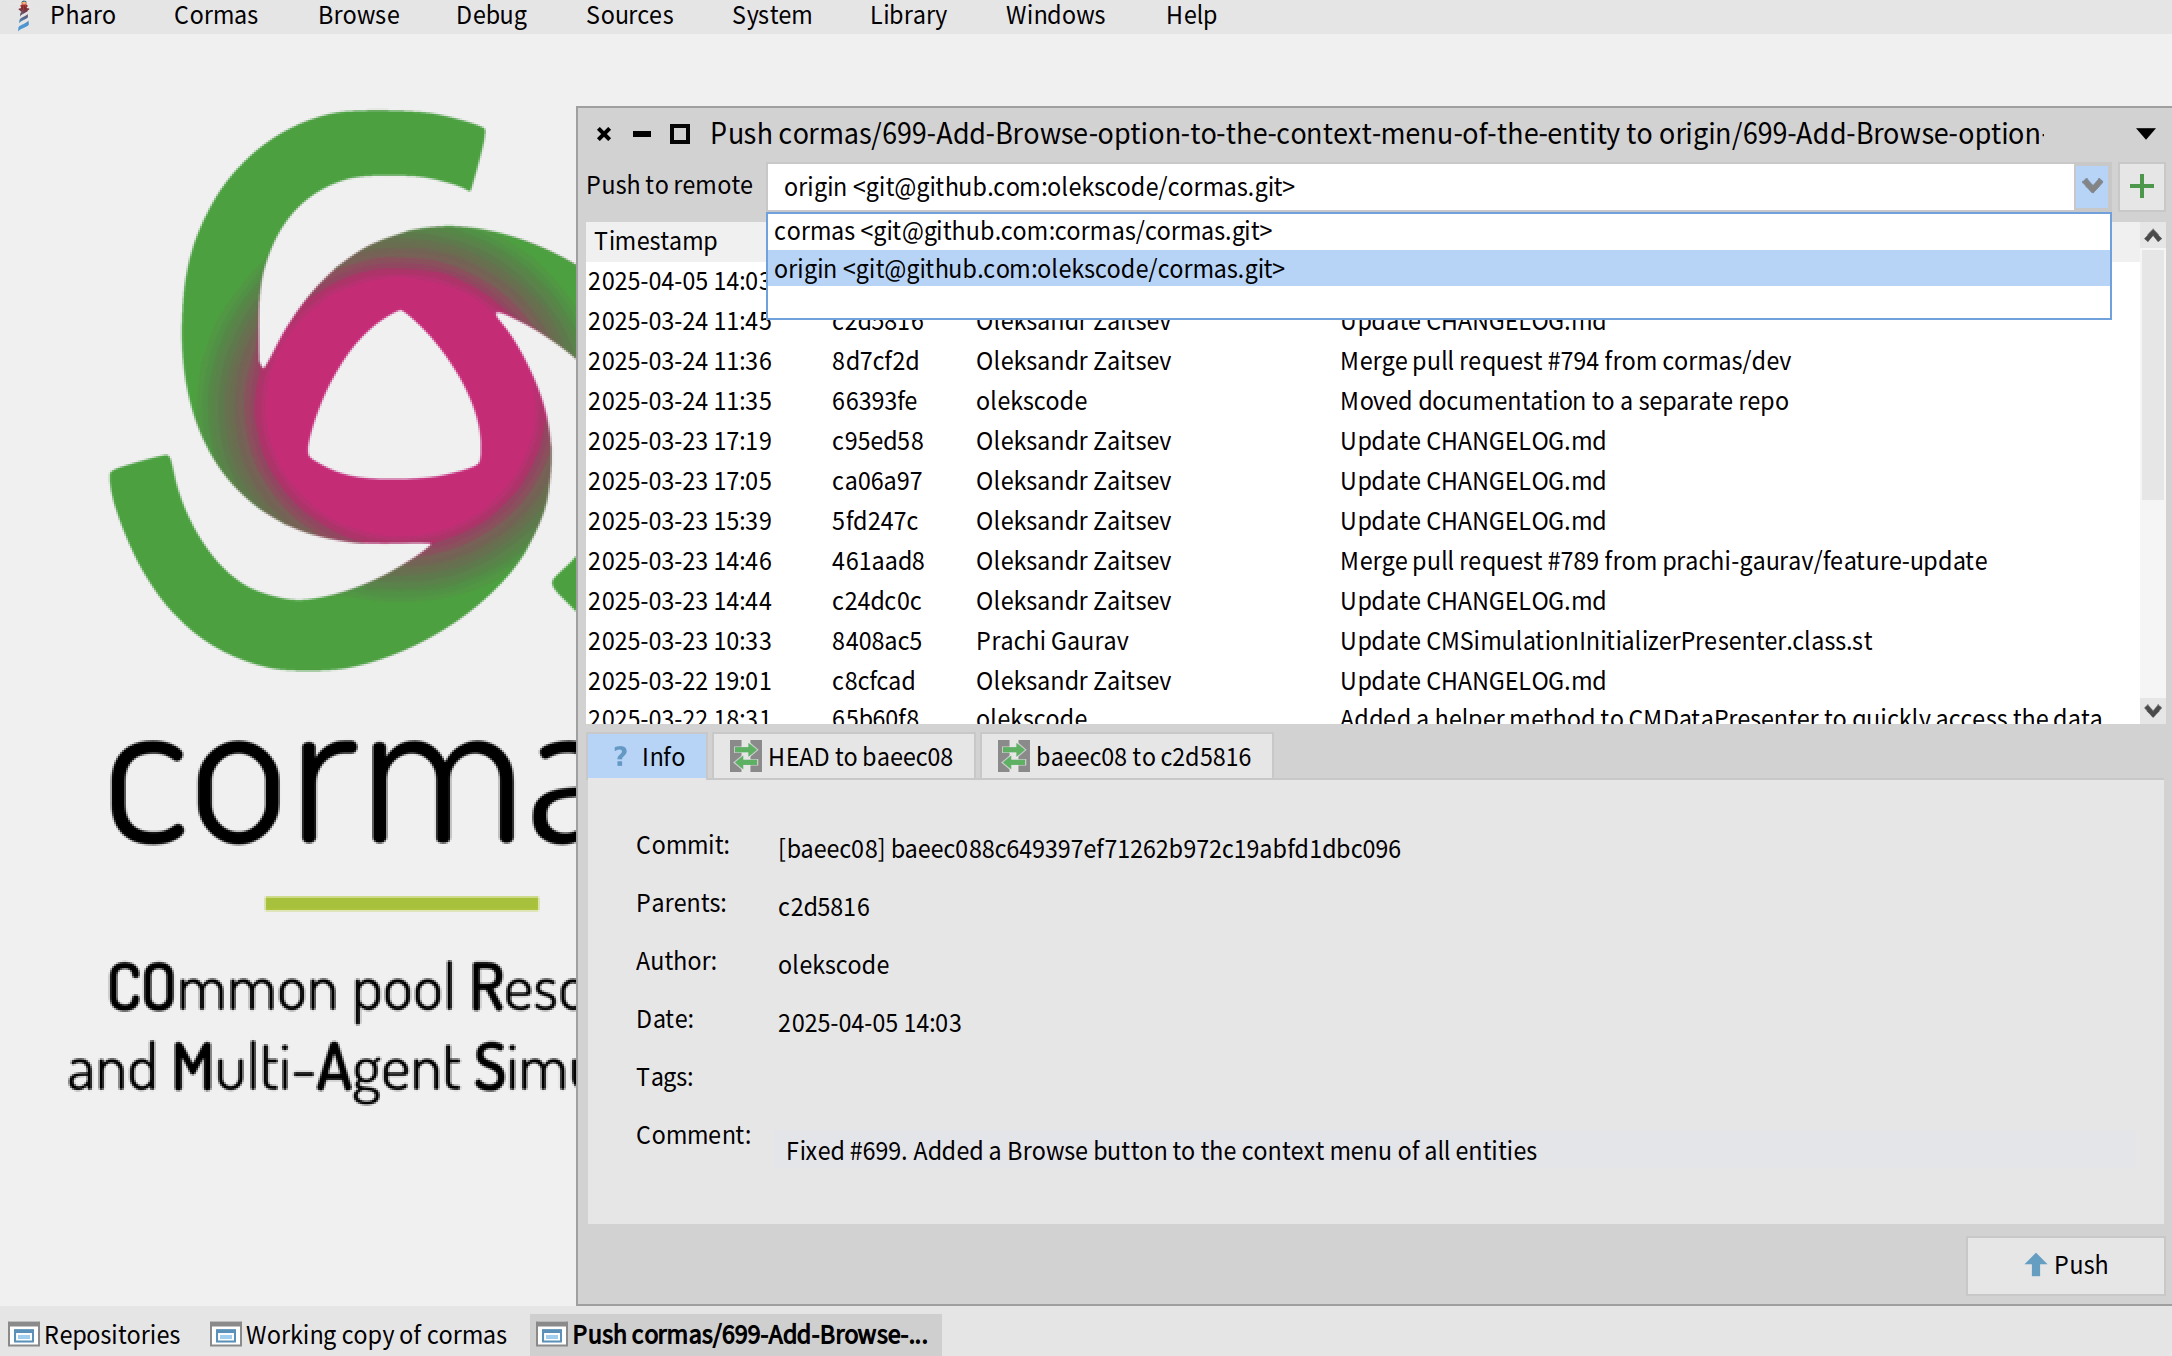 Pharo Cormas Browse Debug Sources System Library Windows Help
Push cormas/699-Add-Browse-option-to-the-context-menu-of-the-entity to origin/699-Add-Browse-option-
Push to remote origin <git@github.com:olekscode/cormas.git>
cormas <git@github.com:cormas/cormas.git>
origin <git@github.com:olekscode/cormas.git>
Timestamp
2025-04-05 14:03
2025-03-24 11:45 c2d5816 Oleksandr Zaitsev Update CHANGELOG.md
2025-03-24 11:36 8d7cf2d Oleksandr Zaitsev Merge pull request #794 from cormas/dev
2025-03-24 11:35 66393fe olekscode Moved documentation to a separate repo
2025-03-23 17:19 c95ed58 Oleksandr Zaitsev Update CHANGELOG.md
2025-03-23 17:05 ca06a97 Oleksandr Zaitsev Update CHANGELOG.md
2025-03-23 15:39 5fd247c Oleksandr Zaitsev Update CHANGELOG.md
2025-03-23 14:46 461aad8 Oleksandr Zaitsev Merge pull request #789 from prachi-gaurav/feature-update
2025-03-23 14:44 c24dc0c Oleksandr Zaitsev Update CHANGELOG.md
2025-03-23 10:33 8408ac5 Prachi Gaurav Update CMSimulationInitializerPresenter.class.st
2025-03-22 19:01 c8cfcad Oleksandr Zaitsev Update CHANGELOG.md
2025-03-22 18:31 65b60f8 olekscode Added a helper method to CMDataPresenter to quickly access the data
? Info HEAD to baeec08 baeec08 to c2d5816
Commit: [baeec08] baeec088c649397ef71262b972c19abfd1dbc096
Parents: c2d5816
Author: olekscode
Date: 2025-04-05 14:03
Tags:
Comment: Fixed #699. Added a Browse button to the context menu of all entities
Push
corma
COmmon pool Reso
and Multi-Agent Simu
Repositories Working copy of cormas Push cormas/699-Add-Browse-...